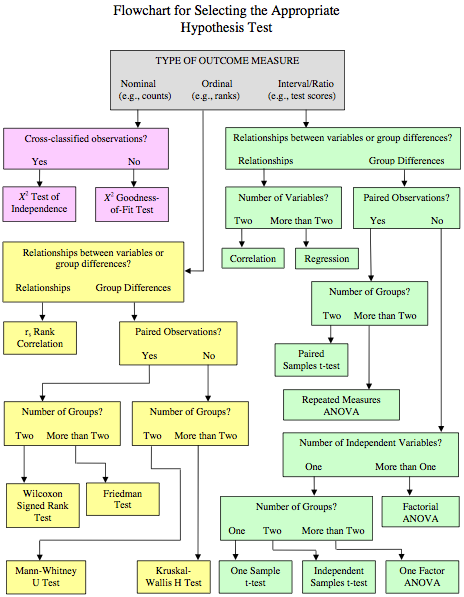 Flowchart for Selecting the Appropriate
Hypothesis Test
TYPE OF OUTCOME MEASURE
Nominal Ordinal Interval/Ratio
(e.g., counts) (e.g., ranks) (e.g., test scores)
Cross-classified observations?
Yes No
X² Test of
Independence
X² Goodness-
of-Fit Test
Relationships between variables or group differences?
Relationships Group Differences
Number of Variables?
Two More than Two
Paired Observations?
Yes No
Correlation
Regression
Relationships between variables or
group differences?
Relationships Group Differences
Number of Groups?
Two More than Two
rs Rank
Correlation
Paired Observations?
Yes No
Paired
Samples t-test
Repeated Measures
ANOVA
Number of Groups?
Two More than Two
Number of Groups?
Two More than Two
Number of Independent Variables?
One More than One
Wilcoxon
Signed Rank
Test
Friedman
Test
Number of Groups?
One Two More than Two
Factorial
ANOVA
Mann-Whitney
U Test
Kruskal-
Wallis H Test
One Sample
t-test
Independent
Samples t-test
One Factor
ANOVA